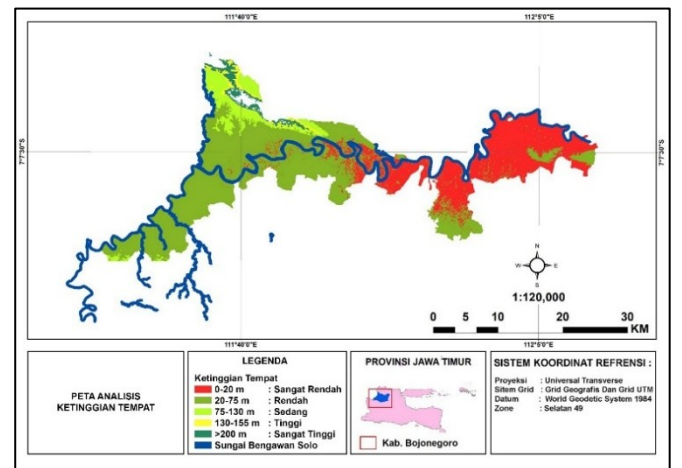 111°40'0"E 112°5'0"E
7°7'30"S 7°7'30"S
N
W E
S
1:120,000
0 5 10 20 30
KM
111°40'0"E 112°5'0"E
PETA ANALISIS
KETINGGIAN TEMPAT
LEGENDA
Ketinggian Tempat
0-20 m : Sangat Rendah
20-75 m : Rendah
75-130 m : Sedang
130-155 m : Tinggi
>200 m : Sangat Tinggi
Sungai Bengawan Solo
PROVINSI JAWA TIMUR
Kab. Bojonegoro
SISTEM KOORDINAT REFRENSI :
Proyeksi : Universal Transverse
Sitem Grid : Grid Geografis Dan Grid UTM
Datum : World Geodetic System 1984
Zone : Selatan 49